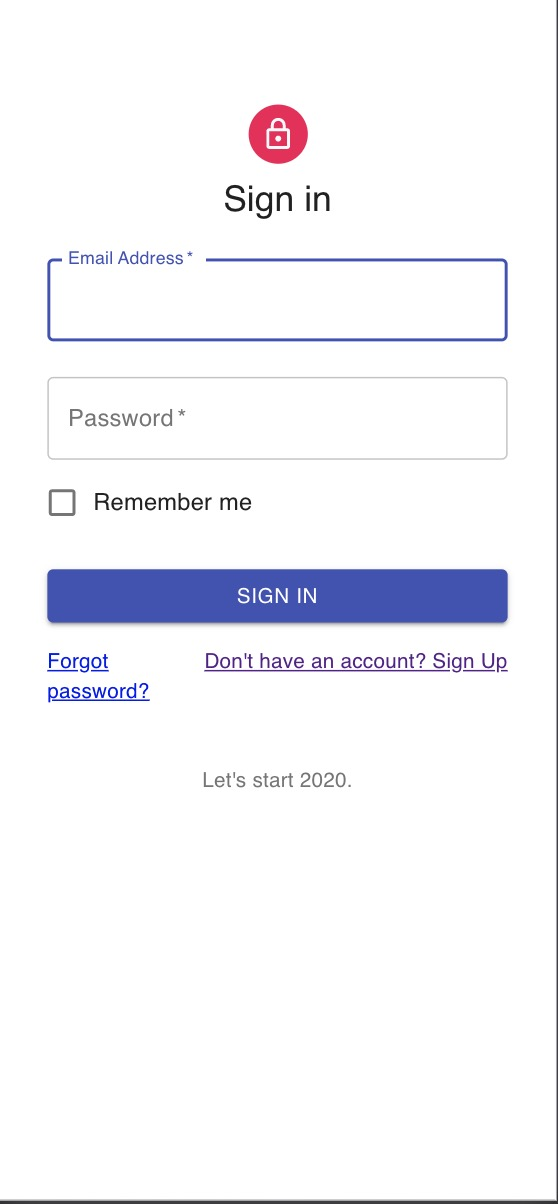 Sign in
Email Address *
Password *
Remember me
SIGN IN
Forgot password?
Don't have an account? Sign Up
Let's start 2020.